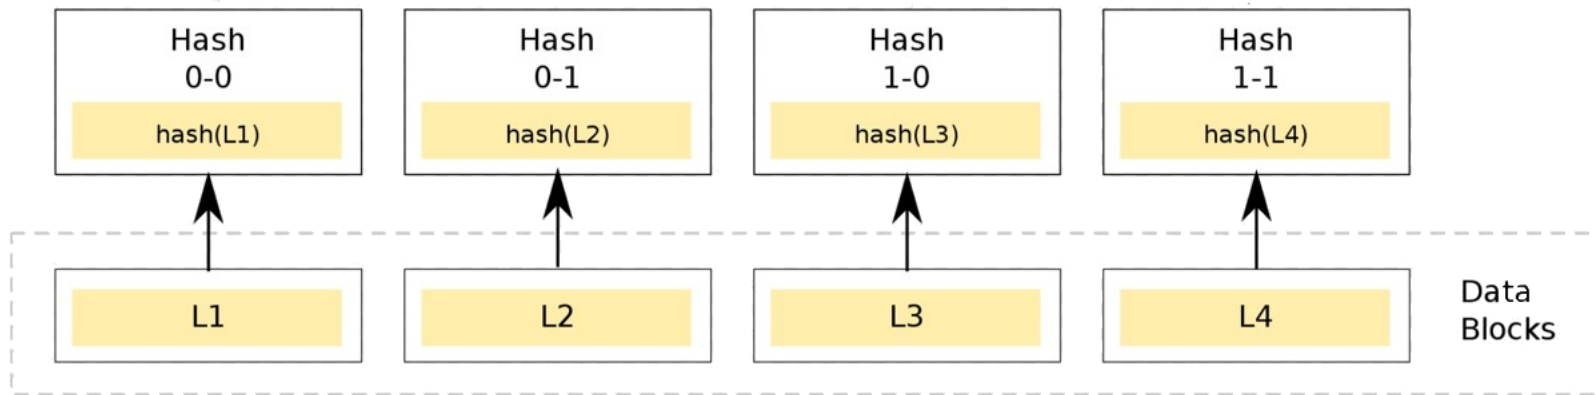 Hash
0-0
hash(L1)
Hash
0-1
hash(L2)
Hash
1-0
hash(L3)
Hash
1-1
hash(L4)
L1
L2
L3
L4
Data
Blocks